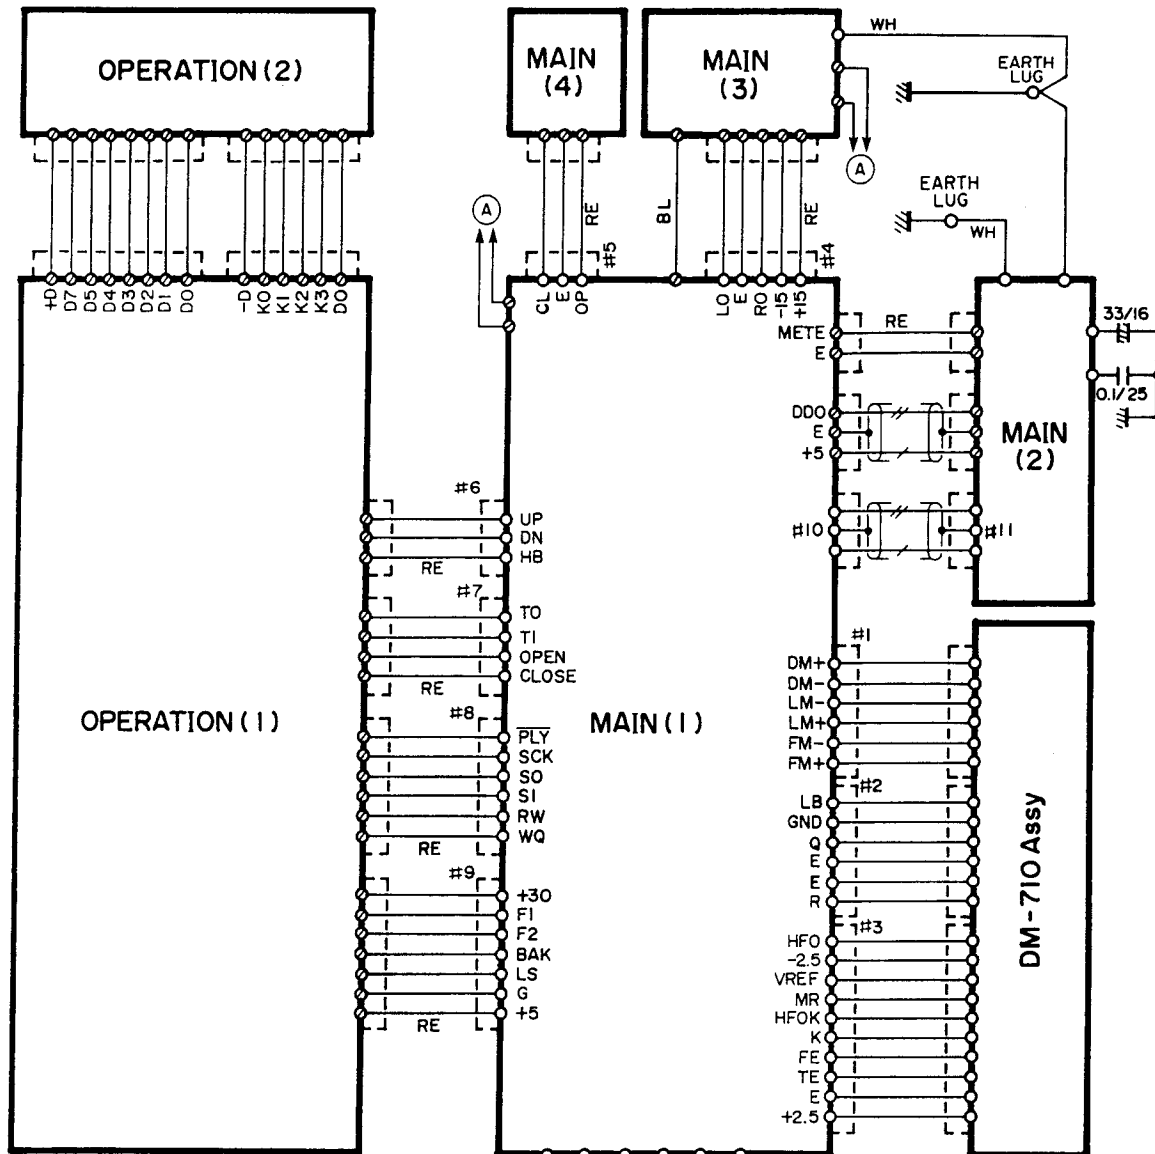 OPERATION(2)
MAIN
(4)
MAIN
(3)
WH
EARTH
LUG
A
EARTH
LUG
WH
A
RE
BL
RE
#5
#4
+D
D7
D5
D4
D3
D2
D1
D0
-D
K0
K1
K2
K3
D0
CL
E
OP
LO
E
RO
-15
+15
METE
RE
E
33/16
0.1/25
DDO
E
+5
MAIN
(2)
#6
UP
DN
HB
RE
#10
#11
#7
TO
TI
OPEN
CLOSE
RE
#1
DM+
DM-
LM-
LM+
FM-
FM+
OPERATION(1)
MAIN(1)
#8
PLY
SCK
SO
SI
RW
WQ
RE
#2
LB
GND
Q
E
E
R
DM-710 Assy
#9
+30
F1
F2
BAK
LS
G
+5
RE
#3
HFO
-2.5
VREF
MR
HFOK
K
FE
TE
E
+2.5